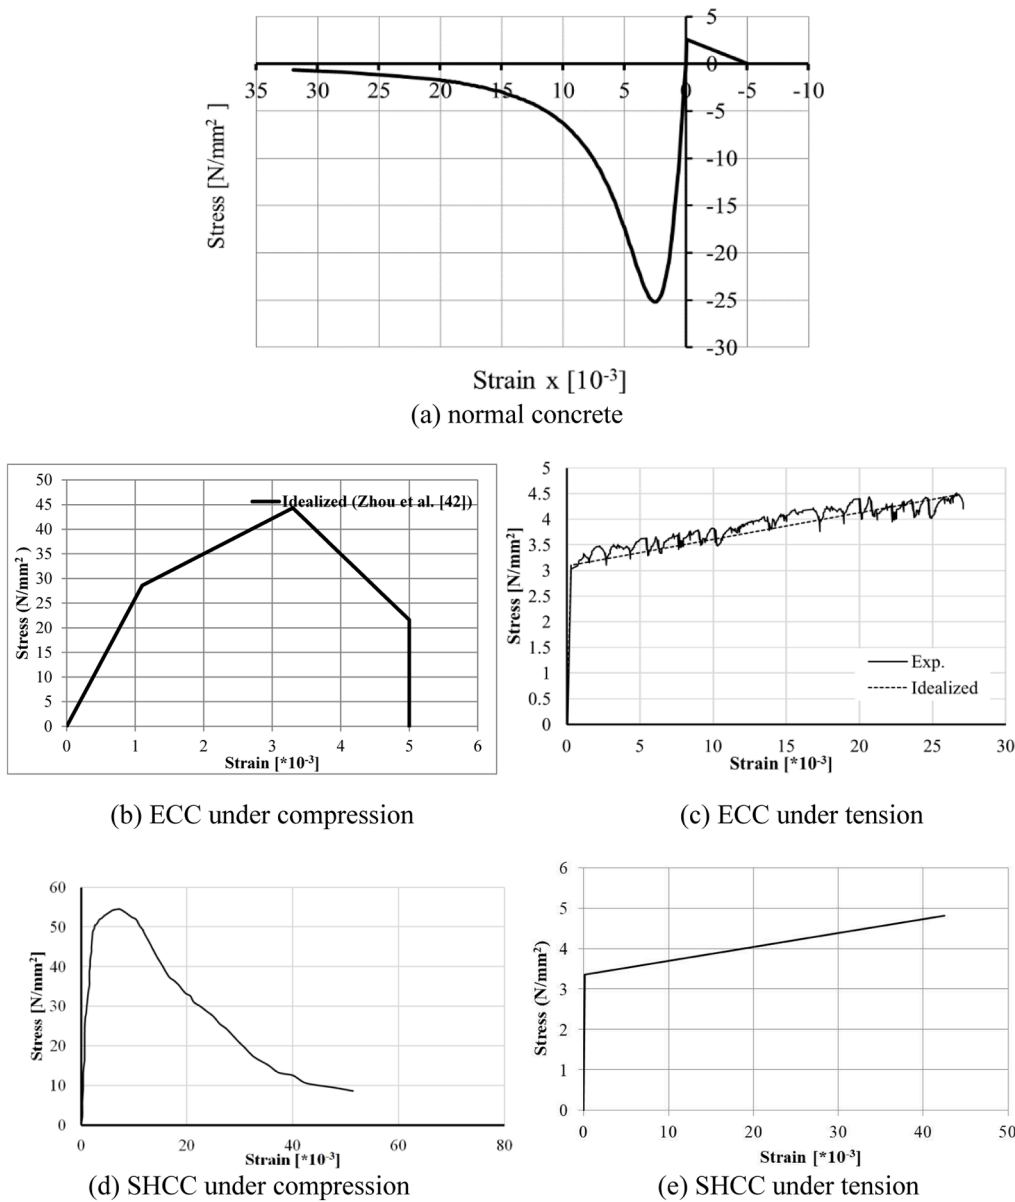 5
0
35 30 25 20 15 10 5 0 -5 -10
-5
-10
-15
-20
-25
-30
Stress [N/mm² ]
Strain x [10⁻³]
(a) normal concrete
50
45
40
35
30
25
20
15
10
5
0
Stress (N/mm² )
Idealized (Zhou et al. [42])
0 1 2 3 4 5 6
Strain [*10⁻³]
(b) ECC under compression
5
4.5
4
3.5
3
2.5
2
1.5
1
0.5
0
Stress [N/mm²]
Exp.
Idealized
0 5 10 15 20 25 30
Strain [*10⁻³]
(c) ECC under tension
60
50
40
30
20
10
0
Stress [N/mm²]
0 20 40 60 80
Strain [*10⁻³]
(d) SHCC under compression
6
5
4
3
2
1
0
Stress (N/mm²)
0 10 20 30 40 50
Strain [*10⁻³]
(e) SHCC under tension